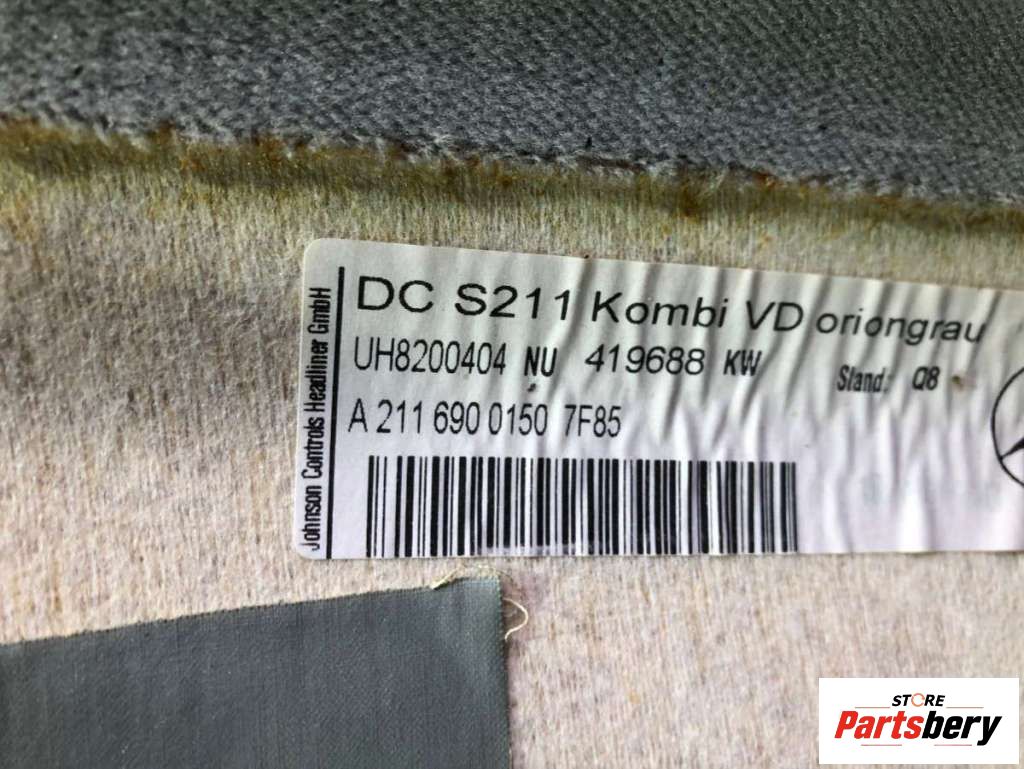 DC S211 Kombi VD oriongrau
UH8200404 NU 419688 KW Stand: Q8
A 211 690 0150 7F85
Johnson Controls Headliner GmbH
STORE
Partsbery